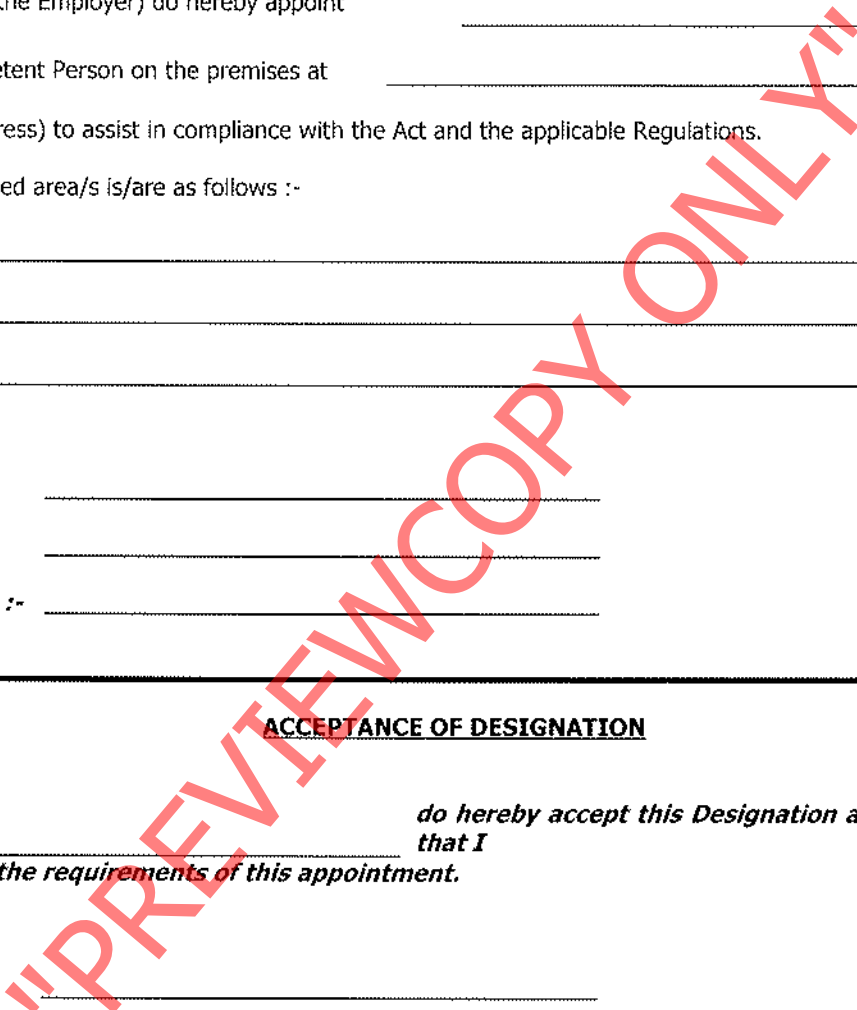 the Employer) do hereby appoint
etent Person on the premises at
ress) to assist in compliance with the Act and the applicable Regulations.
ed area/s is/are as follows :-
:-
ACCEPTANCE OF DESIGNATION
do hereby accept this Designation a
that I
the requirements of this appointment.
"PREVIEWCOPY ONLY"